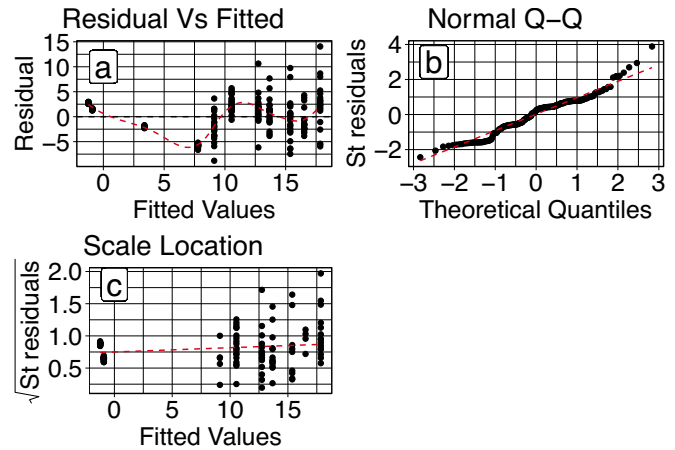 Residual Vs Fitted
a
Residual
15
10
5
0
−5
0
5
10
15
Fitted Values
Normal Q−Q
b
St residuals
4
2
0
−2
−3
−2
−1
0
1
2
3
Theoretical Quantiles
Scale Location
c
√St residuals
2.0
1.5
1.0
0.5
0
5
10
15
Fitted Values